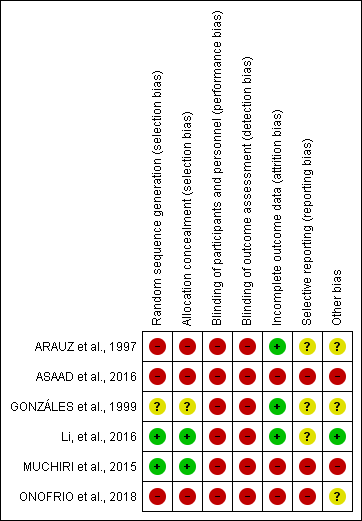 Random sequence generation (selection bias)
Allocation concealment (selection bias)
Blinding of participants and personnel (performance bias)
Blinding of outcome assessment (detection bias)
Incomplete outcome data (attrition bias)
Selective reporting (reporting bias)
Other bias
ARAUZ et al., 1997 - - - - + ? ?
ASAAD et al., 2016 - - - - - - -
GONZÁLES et al., 1999 ? ? - - + ? ?
Li, et al., 2016 + + - - + ? +
MUCHIRI et al., 2015 + + - - - - -
ONOFRIO et al., 2018 - - - - - - ?